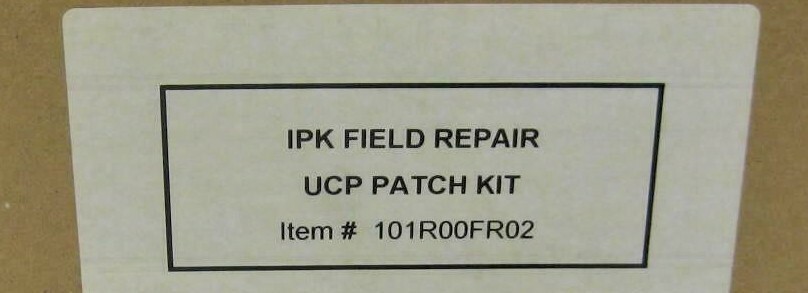 IPK FIELD REPAIR
UCP PATCH KIT
Item # 101R00FR02